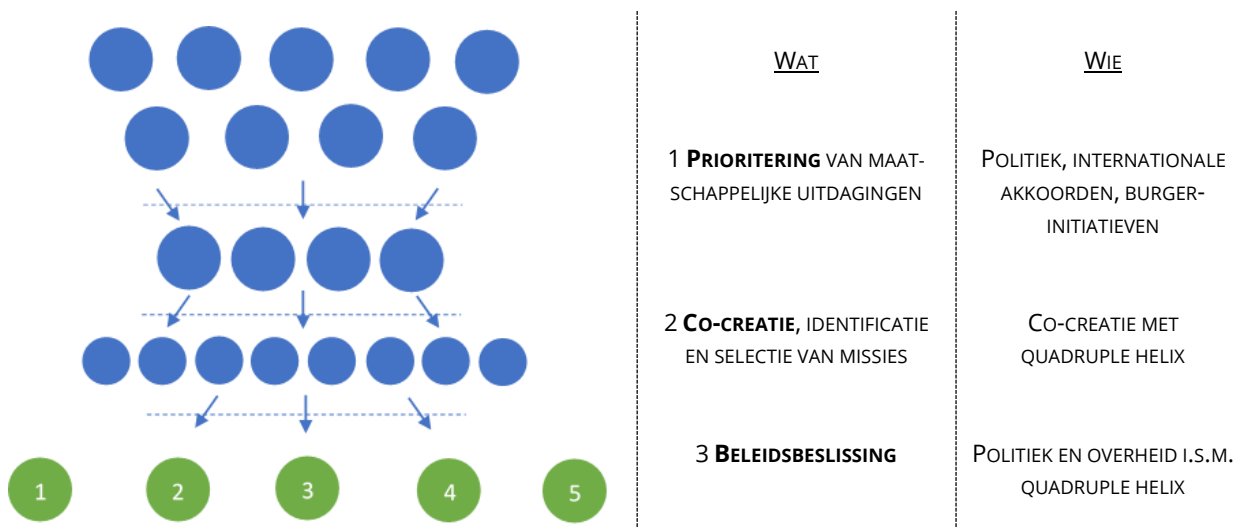 WAT
WIE
1 PRIORITERING VAN MAAT-
SCHAPPELIJKE UITDAGINGEN
POLITIEK, INTERNATIONALE
AKKOORDEN, BURGER-
INITIATIEVEN
2 CO-CREATIE, IDENTIFICATIE
EN SELECTIE VAN MISSIES
CO-CREATIE MET
QUADRUPLE HELIX
3 BELEIDSBESLISSING
POLITIEK EN OVERHEID I.S.M.
QUADRUPLE HELIX
1 2 3 4 5